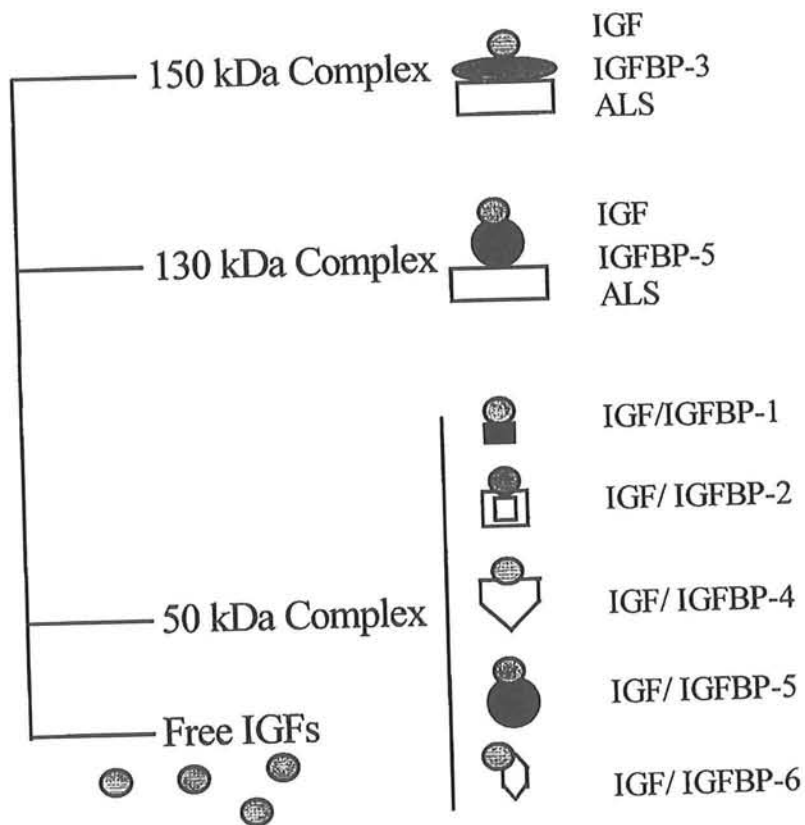 150 kDa Complex
IGF
IGFBP-3
ALS
130 kDa Complex
IGF
IGFBP-5
ALS
50 kDa Complex
IGF/IGFBP-1
IGF/ IGFBP-2
IGF/ IGFBP-4
IGF/ IGFBP-5
IGF/ IGFBP-6
Free IGFs